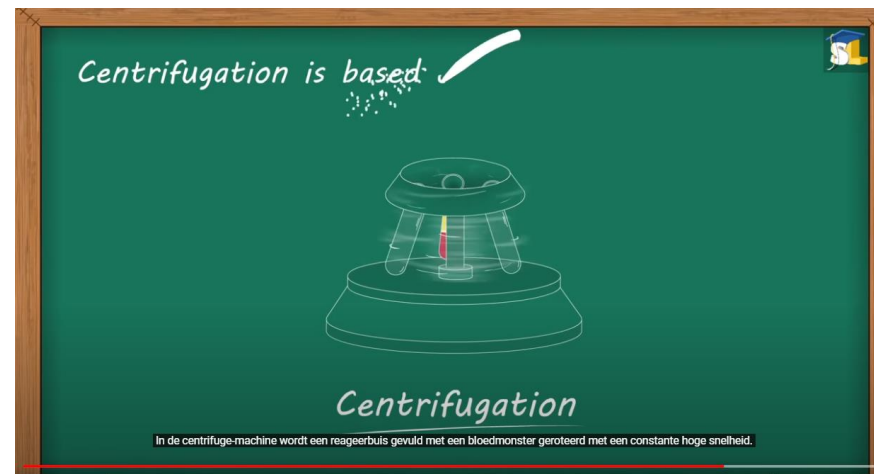 Centrifugation is based
SL
Centrifugation
In de centrifuge-machine wordt een reageerbuis gevuld met een bloedmonster geroteerd met een constante hoge snelheid.